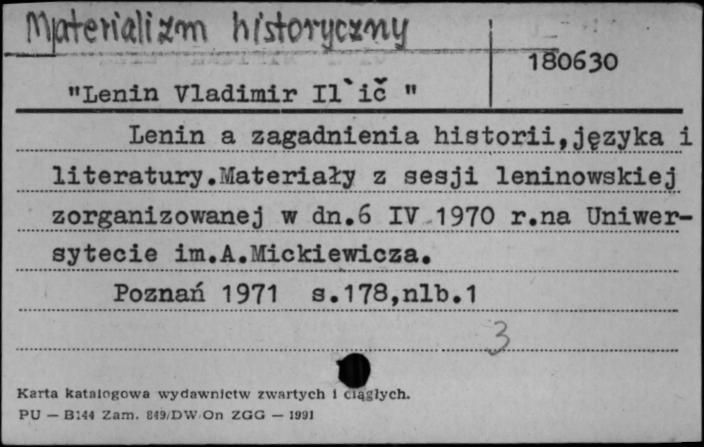 Materializm historyczny
180630
"Lenin Vladimir Il`ič "
Lenin a zagadnienia historii,języka i
literatury.Materiały z sesji leninowskiej
zorganizowanej w dn.6 IV 1970 r.na Uniwer-
sytecie im.A.Mickiewicza.
Poznań 1971 s.178,nlb.1
3
Karta katalogowa wydawnictw zwartych i ciągłych.
PU — B144 Zam. 849/DW/On ZGG — 1991